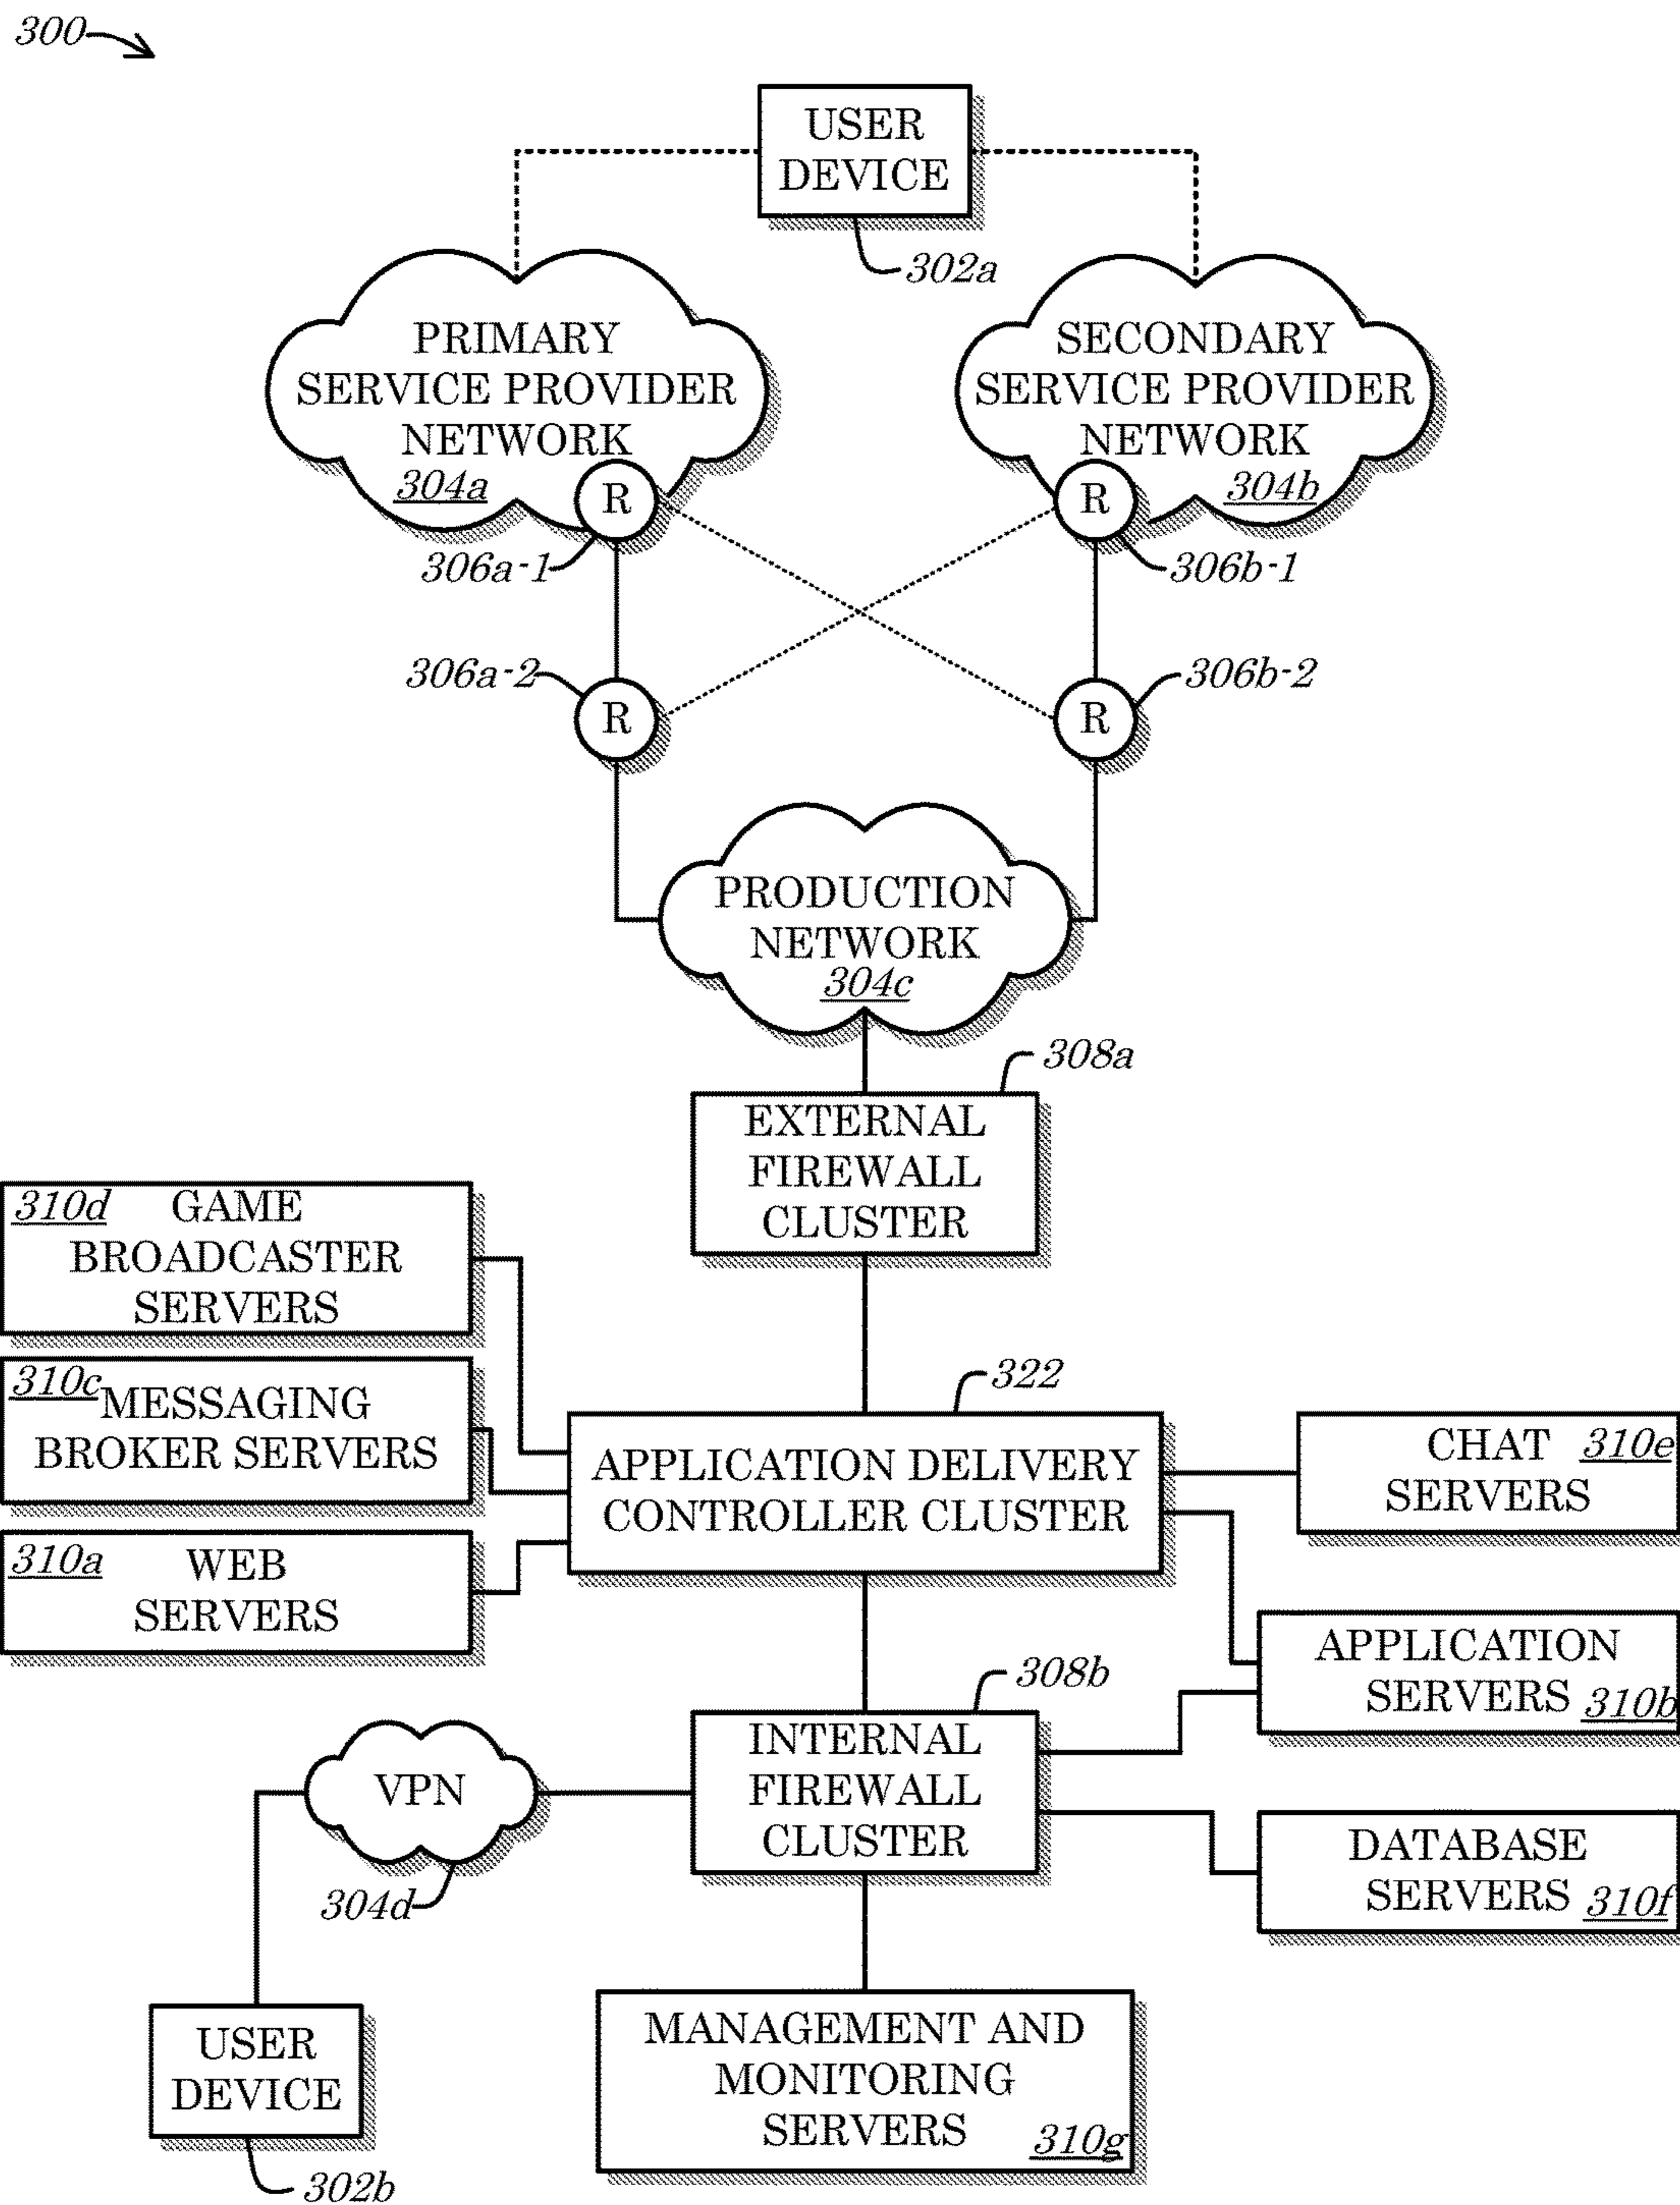 300
USER
DEVICE
302a
PRIMARY
SERVICE PROVIDER
NETWORK
304a
SECONDARY
SERVICE PROVIDER
NETWORK
304b
R
R
306a-1
306b-1
306a-2
306b-2
R
R
PRODUCTION
NETWORK
304c
308a
EXTERNAL
FIREWALL
CLUSTER
310d GAME
BROADCASTER
SERVERS
310c
MESSAGING
BROKER SERVERS
310a WEB
SERVERS
322
APPLICATION DELIVERY
CONTROLLER CLUSTER
CHAT 310e
SERVERS
APPLICATION
SERVERS 310b
308b
INTERNAL
FIREWALL
CLUSTER
VPN
304d
DATABASE
SERVERS 310f
USER
DEVICE
302b
MANAGEMENT AND
MONITORING
SERVERS
310g